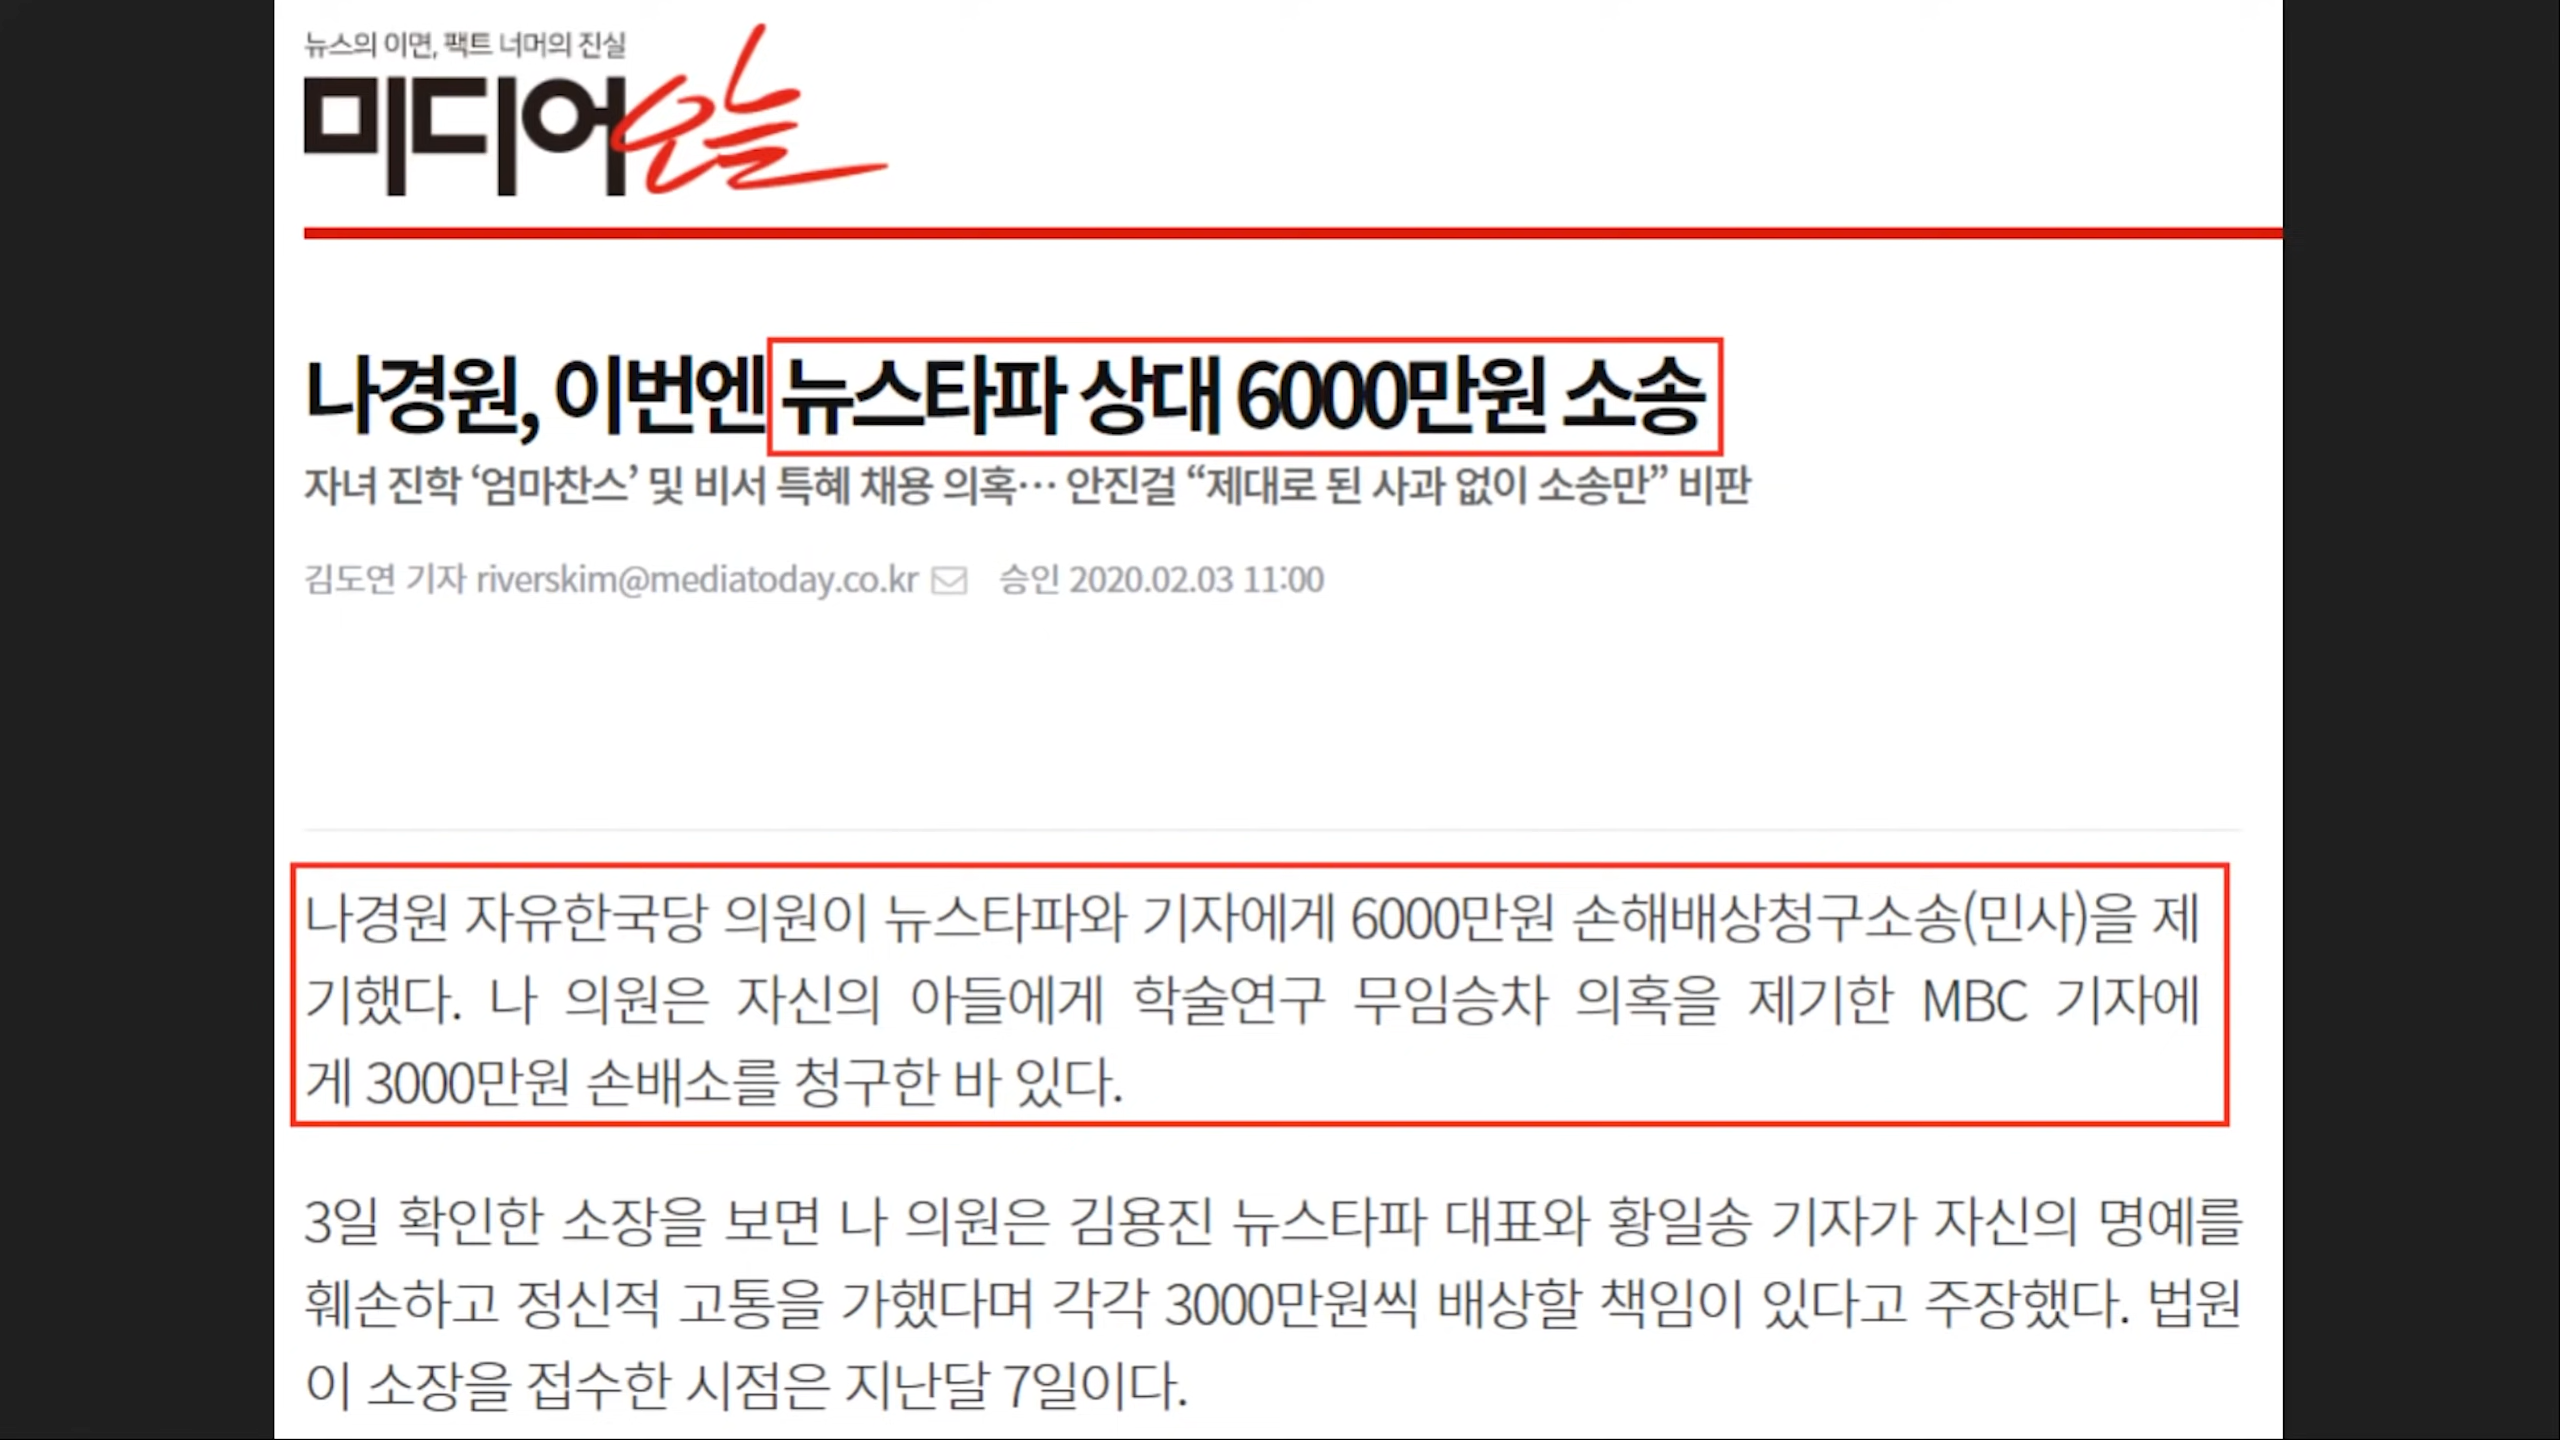 뉴스의 이면, 팩트 너머의 진실
미디어오늘
나경원, 이번엔 뉴스타파 상대 6000만원 소송
자녀 진학 ‘엄마찬스’ 및 비서 특혜 채용 의혹… 안진걸 “제대로 된 사과 없이 소송만” 비판
김도연 기자 riverskim@mediatoday.co.kr 승인 2020.02.03 11:00
나경원 자유한국당 의원이 뉴스타파와 기자에게 6000만원 손해배상청구소송(민사)을 제
기했다. 나 의원은 자신의 아들에게 학술연구 무임승차 의혹을 제기한 MBC 기자에
게 3000만원 손배소를 청구한 바 있다.
3일 확인한 소장을 보면 나 의원은 김용진 뉴스타파 대표와 황일송 기자가 자신의 명예를
훼손하고 정신적 고통을 가했다며 각각 3000만원씩 배상할 책임이 있다고 주장했다. 법원
이 소장을 접수한 시점은 지난달 7일이다.